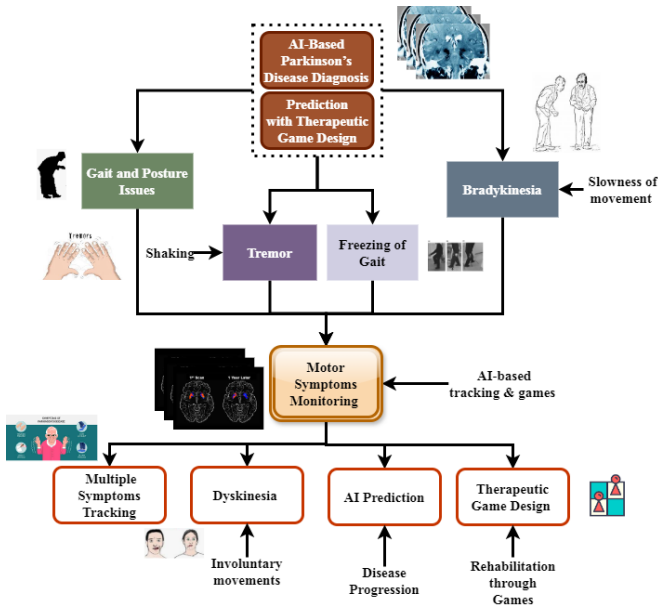 AI-Based
Parkinson's
Disease Diagnosis
Prediction
with Therapeutic
Game Design
Gait and Posture
Issues
Bradykinesia
Slowness of
movement
Tremors
Shaking
Tremor
Freezing of
Gait
1st Scan
1 Year Later
Motor
Symptoms
Monitoring
AI-based
tracking & games
Multiple
Symptoms
Tracking
Dyskinesia
AI Prediction
Therapeutic
Game Design
Involuntary
movements
Disease
Progression
Rehabilitation
through
Games